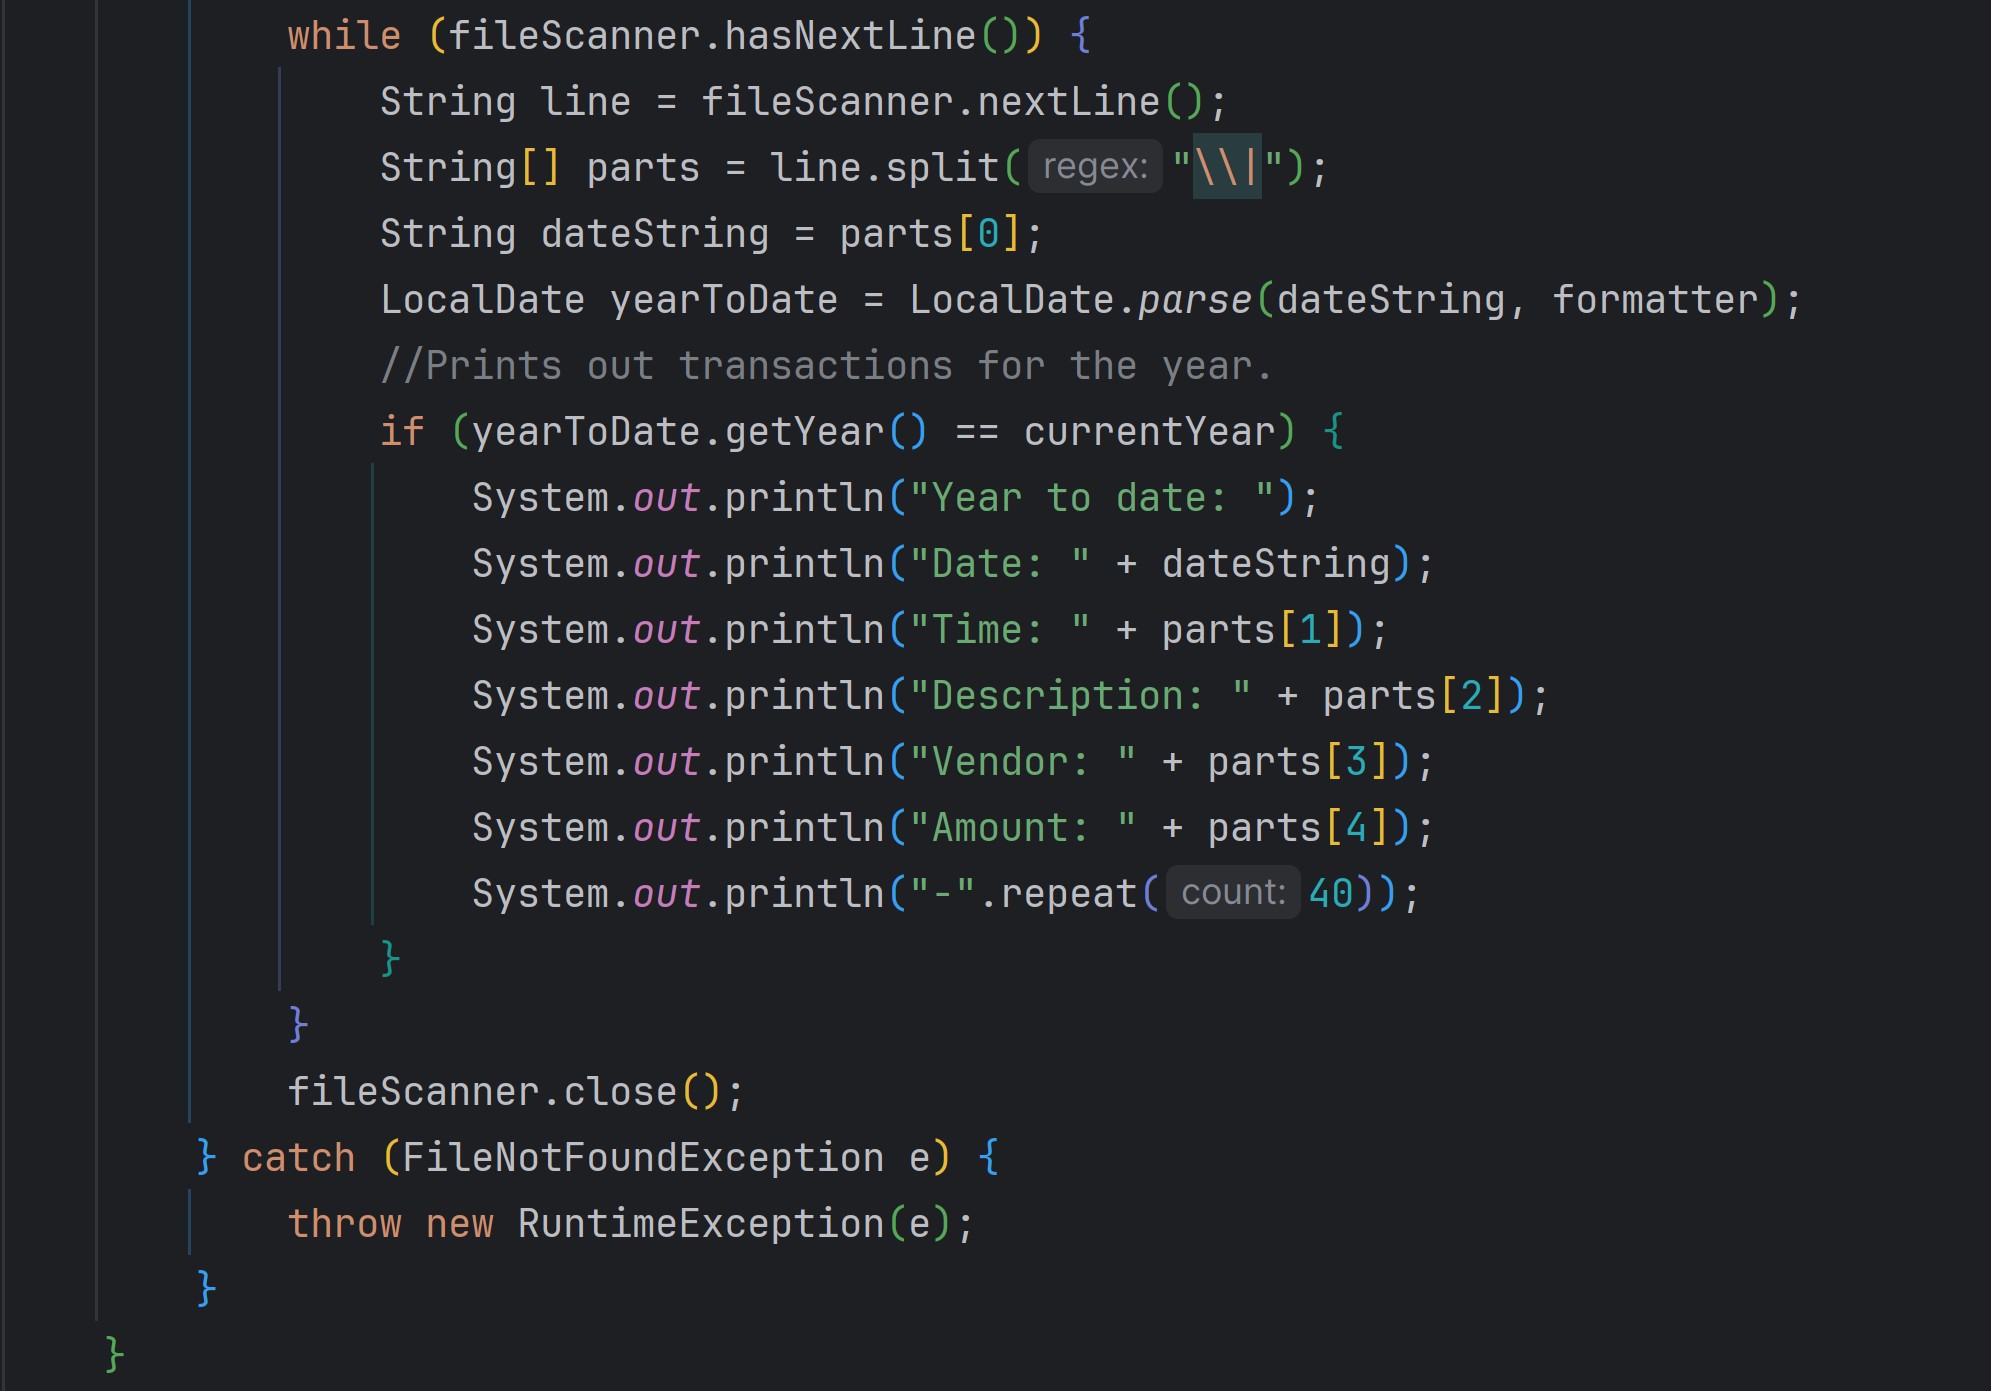 while (fileScanner.hasNextLine()) {
String line = fileScanner.nextLine();
String[] parts = line.split( regex: "\\|");
String dateString = parts[0];
LocalDate yearToDate = LocalDate.parse(dateString, formatter);
//Prints out transactions for the year.
if (yearToDate.getYear() == currentYear) {
System.out.println("Year to date: ");
System.out.println("Date: " + dateString);
System.out.println("Time: " + parts[1]);
System.out.println("Description: " + parts[2]);
System.out.println("Vendor: " + parts[3]);
System.out.println("Amount: " + parts[4]);
System.out.println("-".repeat( count: 40));
}
}
fileScanner.close();
} catch (FileNotFoundException e) {
throw new RuntimeException(e);
}
}